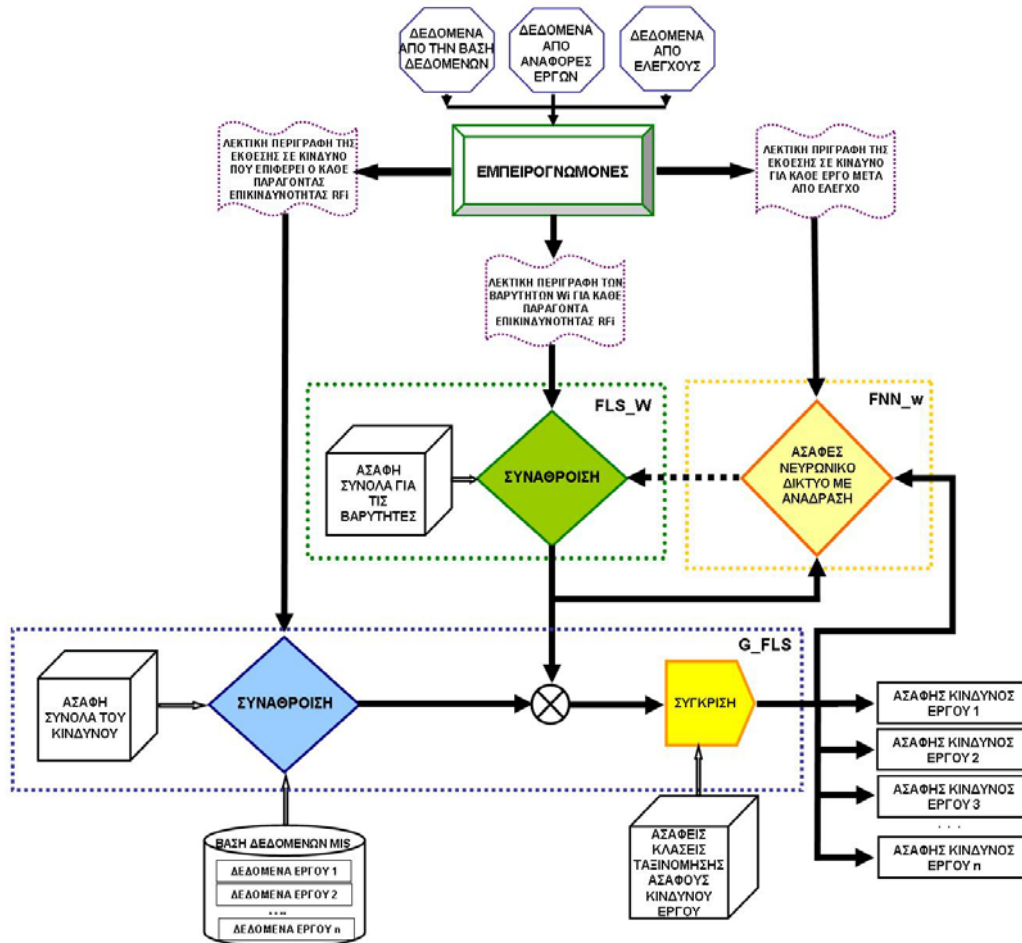 ΔΕΔΟΜΕΝΑ
ΑΠΟ ΤΗΝ ΒΑΣΗ
ΔΕΔΟΜΕΝΩΝ
ΔΕΔΟΜΕΝΑ
ΑΠΟ
ΑΝΑΦΟΡΕΣ
ΕΡΓΩΝ
ΔΕΔΟΜΕΝΑ
ΑΠΟ
ΕΛΕΓΧΟΥΣ
ΛΕΚΤΙΚΗ ΠΕΡΙΓΡΑΦΗ ΤΗΣ
ΕΚΘΕΣΗΣ ΣΕ ΚΙΝΔΥΝΟ
ΠΟΥ ΕΠΙΦΕΡΕΙ Ο ΚΑΘΕ
ΠΑΡΑΓΟΝΤΑΣ
ΕΠΙΚΙΝΔΥΝΟΤΗΤΑΣ RFi
ΕΜΠΕΙΡΟΓΝΩΜΟΝΕΣ
ΛΕΚΤΙΚΗ ΠΡΙΓΡΑΦΗ ΤΗΣ
ΕΚΘΕΣΗΣ ΣΕ ΚΙΝΔΥΝΟ
ΓΙΑ ΚΑΘΕ ΕΡΓΟ ΜΕΤΑ
ΑΠΟ ΕΛΕΓΧΟ
ΛΕΚΤΙΚΗ ΠΕΡΙΓΡΑΦΗ ΤΩΝ
ΒΑΡΥΤΗΤΩΝ Wi ΓΙΑ ΚΑΘΕ
ΠΑΡΑΓΟΝΤΑ
ΕΠΙΚΙΝΔΥΝΟΤΗΤΑΣ RFi
FLS_W
FNN_w
ΑΣΑΦΗ
ΣΥΝΟΛΑ ΓΙΑ
ΤΙΣ
ΒΑΡΥΤΗΤΕΣ
ΣΥΝΑΘΡΟΙΣΗ
ΑΣΑΦΕΣ
ΝΕΥΡΩΝΙΚΟ
ΔΙΚΤΥΟ ΜΕ
ΑΝΑΔΡΑΣΗ
G_FLS
ΑΣΑΦΗ
ΣΥΝΟΛΑ ΤΟΥ
ΚΙΝΔΥΝΟΥ
ΣΥΝΑΘΡΟΙΣΗ
ΣΥΓΚΡΙΣΗ
ΑΣΑΦΗΣ ΚΙΝΔΥΝΟΣ
ΕΡΓΟΥ 1
ΑΣΑΦΗΣ ΚΙΝΔΥΝΟΣ
ΕΡΓΟΥ 2
ΑΣΑΦΗΣ ΚΙΝΔΥΝΟΣ
ΕΡΓΟΥ 3
. . .
ΑΣΑΦΗΣ ΚΙΝΔΥΝΟΣ
ΕΡΓΟΥ n
ΒΑΣΗ ΔΕΔΟΜΕΝΩΝ MIS
ΔΕΔΟΜΕΝΑ ΕΡΓΟΥ 1
ΔΕΔΟΜΕΝΑ ΕΡΓΟΥ 2
....
ΔΕΔΟΜΕΝΑ ΕΡΓΟΥ n
ΑΣΑΦΕΙΣ
ΚΛΑΣΕΙΣ
ΤΑΞΙΝΟΜΗΣΗΣ
ΑΣΑΦΟΥΣ
ΚΙΝΔΥΝΟΥ
ΕΡΓΟΥ